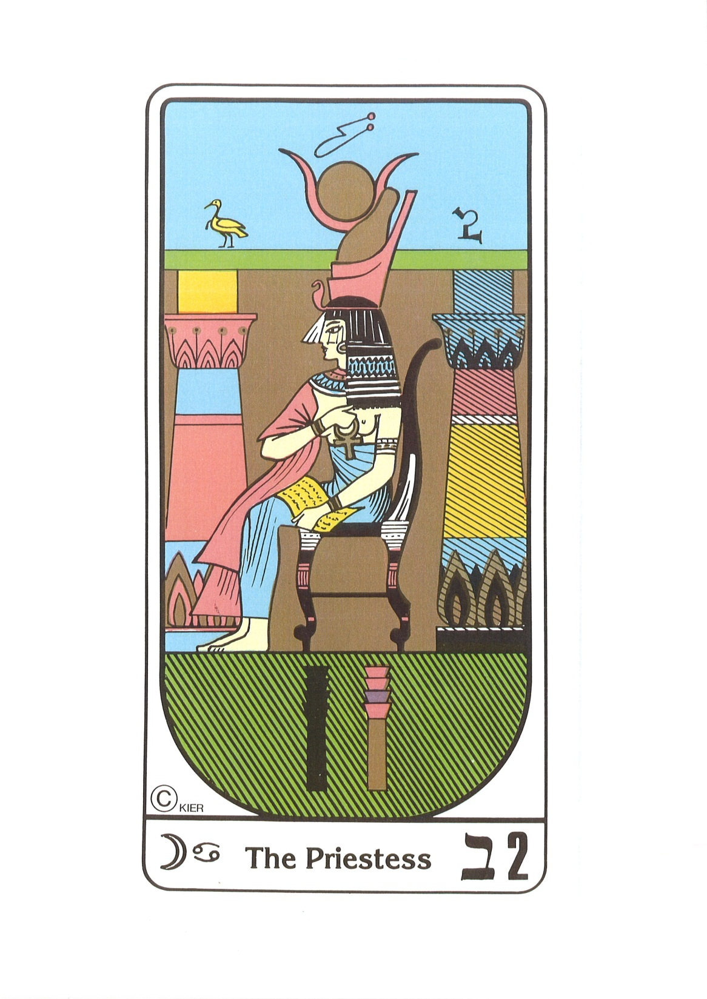 © KIER
☽ ♋ The Priestess ב 2